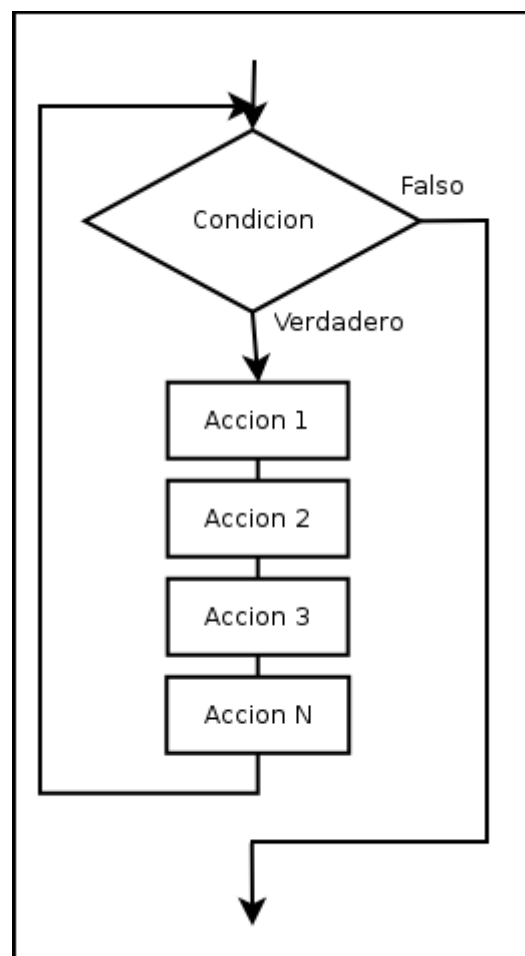 Condicion
Falso
Verdadero
Accion 1
Accion 2
Accion 3
Accion N